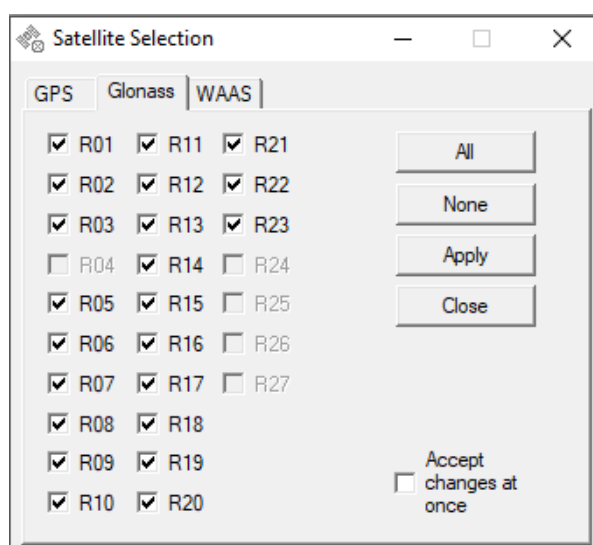 Satellite Selection
GPS Glonass WAAS
R01 R11 R21 All
R02 R12 R22
None
R03 R13 R23
R04 R14 R24 Apply
R05 R15 R25 Close
R06 R16 R26
R07 R17 R27
R08 R18
R09 R19 Accept
changes at
once
R10 R20